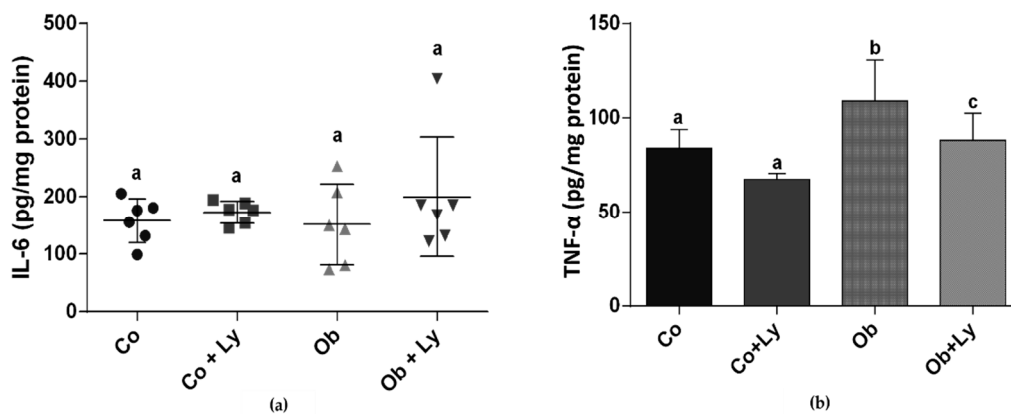 IL-6 (pg/mg protein)
500
400
300
200
100
0
a
a
a
a
Co
Co + Ly
Ob
Ob + Ly
(a)
TNF-α (pg/mg protein)
150
100
50
0
a
a
b
c
Co
Co+Ly
Ob
Ob+Ly
(b)